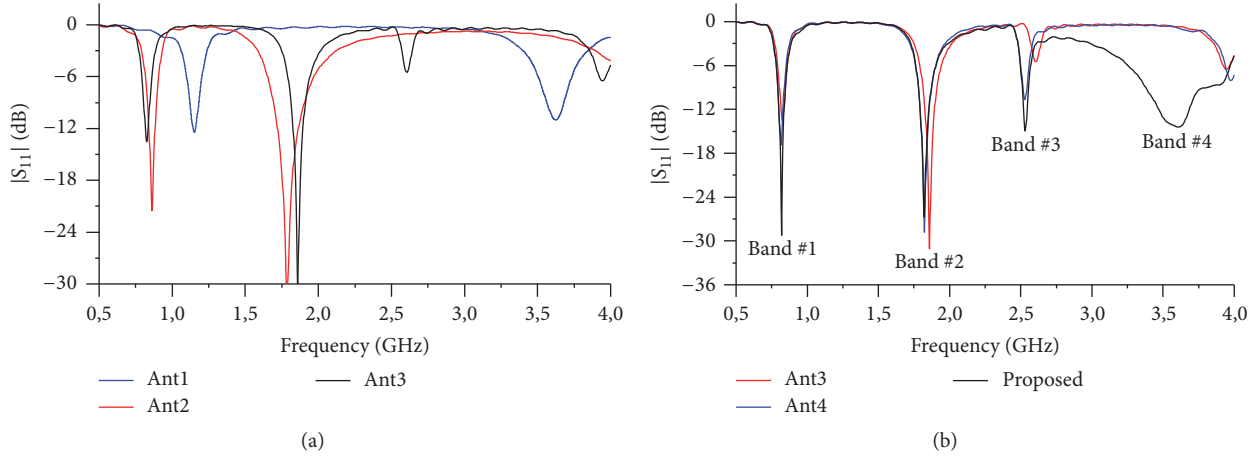 0
−6
−12
−18
−24
−30
|S11| (dB)
0,5 1,0 1,5 2,0 2,5 3,0 3,5 4,0
Frequency (GHz)
Ant1 Ant3
Ant2
(a)
0
−6
−12
−18
−24
−30
−36
|S11| (dB)
Band #1
Band #2
Band #3
Band #4
0,5 1,0 1,5 2,0 2,5 3,0 3,5 4,0
Frequency (GHz)
Ant3 Proposed
Ant4
(b)